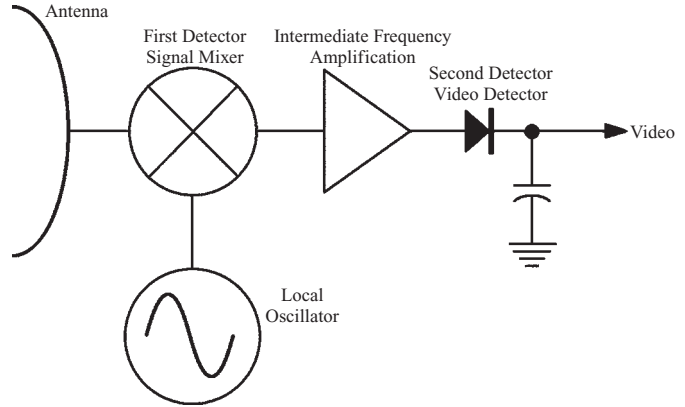 Antenna
First Detector
Signal Mixer
Intermediate Frequency
Amplification
Second Detector
Video Detector
Video
Local
Oscillator